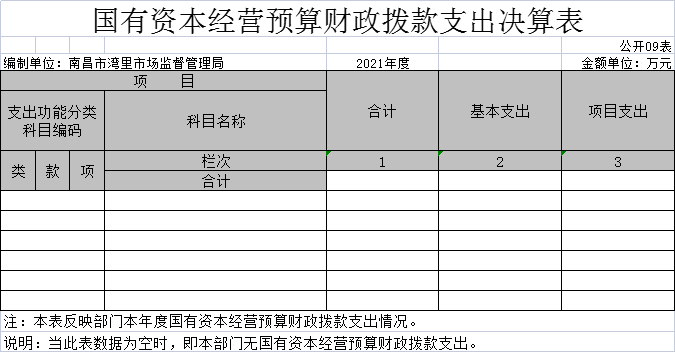 国有资本经营预算财政拨款支出决算表
公开09表
编制单位：南昌市湾里市场监督管理局 2021年度 金额单位：万元
项 目 合计 基本支出 项目支出
支出功能分类科目编码 科目名称
类 款 项 栏次 1 2 3
合计
注：本表反映部门本年度国有资本经营预算财政拨款支出情况。
说明：当此表数据为空时，即本部门无国有资本经营预算财政拨款支出。